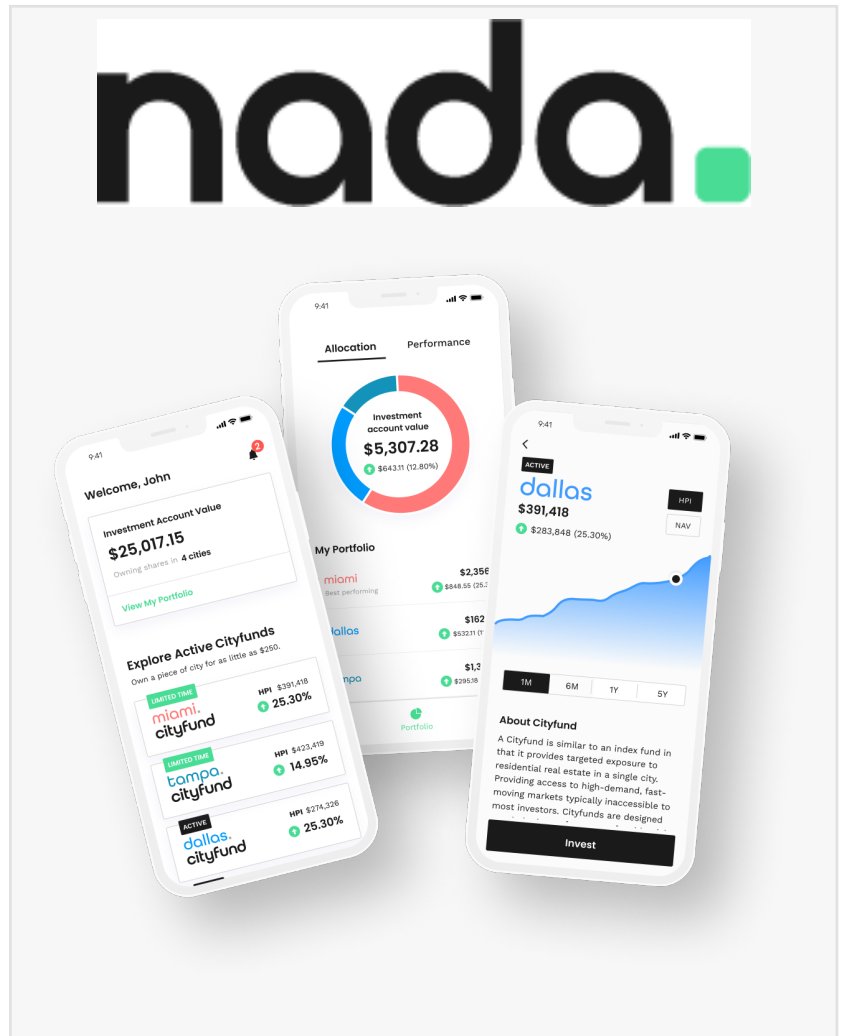 nada.
9:41
Allocation
Performance
Investment
account value
$5,307.28
$643.11 (12.80%)
My Portfolio
miami
Best performing
$2,356
$848.55
dallas
$162
$532.11
$1,3
$295.18
Portfolio
9:41
2
Welcome, John
Investment Account Value
$25,017.15
Owning shares in 4 cities
View My Portfolio
Explore Active Cityfunds
Own a piece of city for as little as $250.
LIMITED TIME
miami.
cityfund
HPI $391,418
25.30%
LIMITED TIME
tampa.
cityfund
HPI $423,419
14.95%
ACTIVE
dallas.
cityfund
HPI $274,326
25.30%
9:41
ACTIVE
dallas
$391,418
$283,848 (25.30%)
HPI
NAV
1M
6M
1Y
5Y
About Cityfund
A Cityfund is similar to an index fund in
that it provides targeted exposure to
residential real estate in a single city.
Providing access to high-demand, fast-
moving markets typically inaccessible to
most investors. Cityfunds are designed
Invest